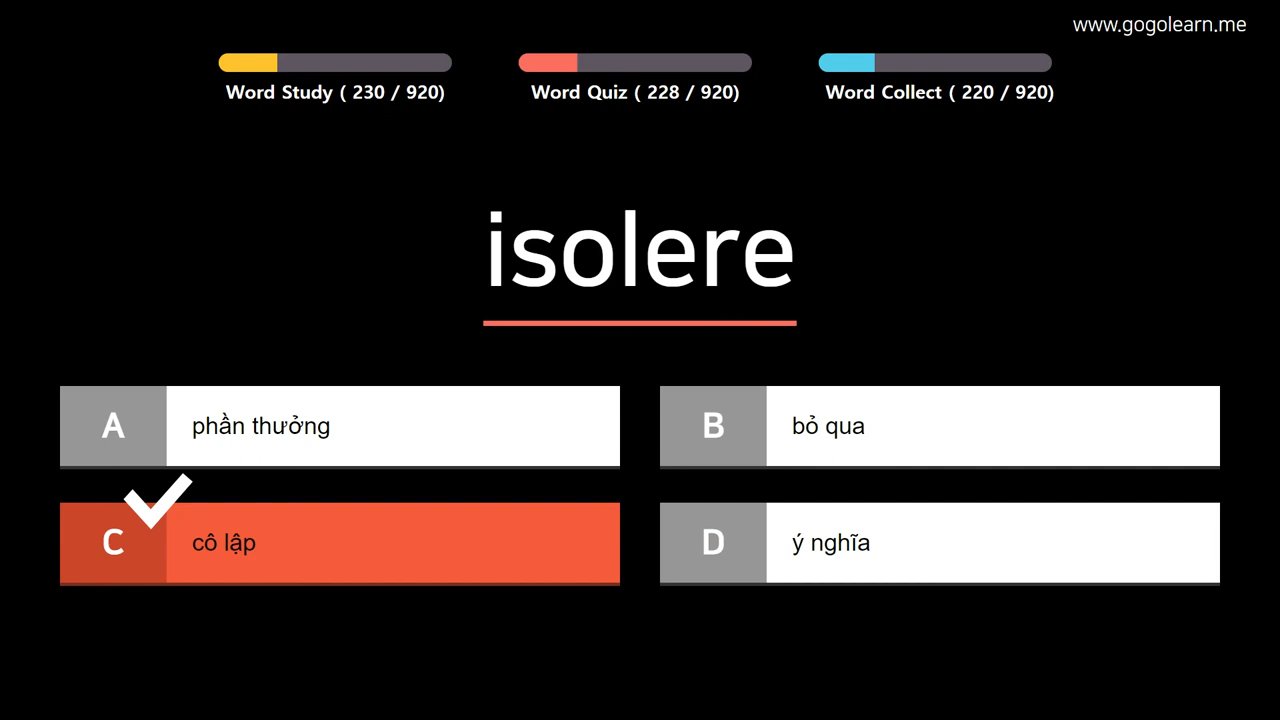 www.gogolearn.me
Word Study ( 230 / 920)
Word Quiz ( 228 / 920)
Word Collect ( 220 / 920)
isolere
A phần thưởng
B bỏ qua
C cô lập
D ý nghĩa